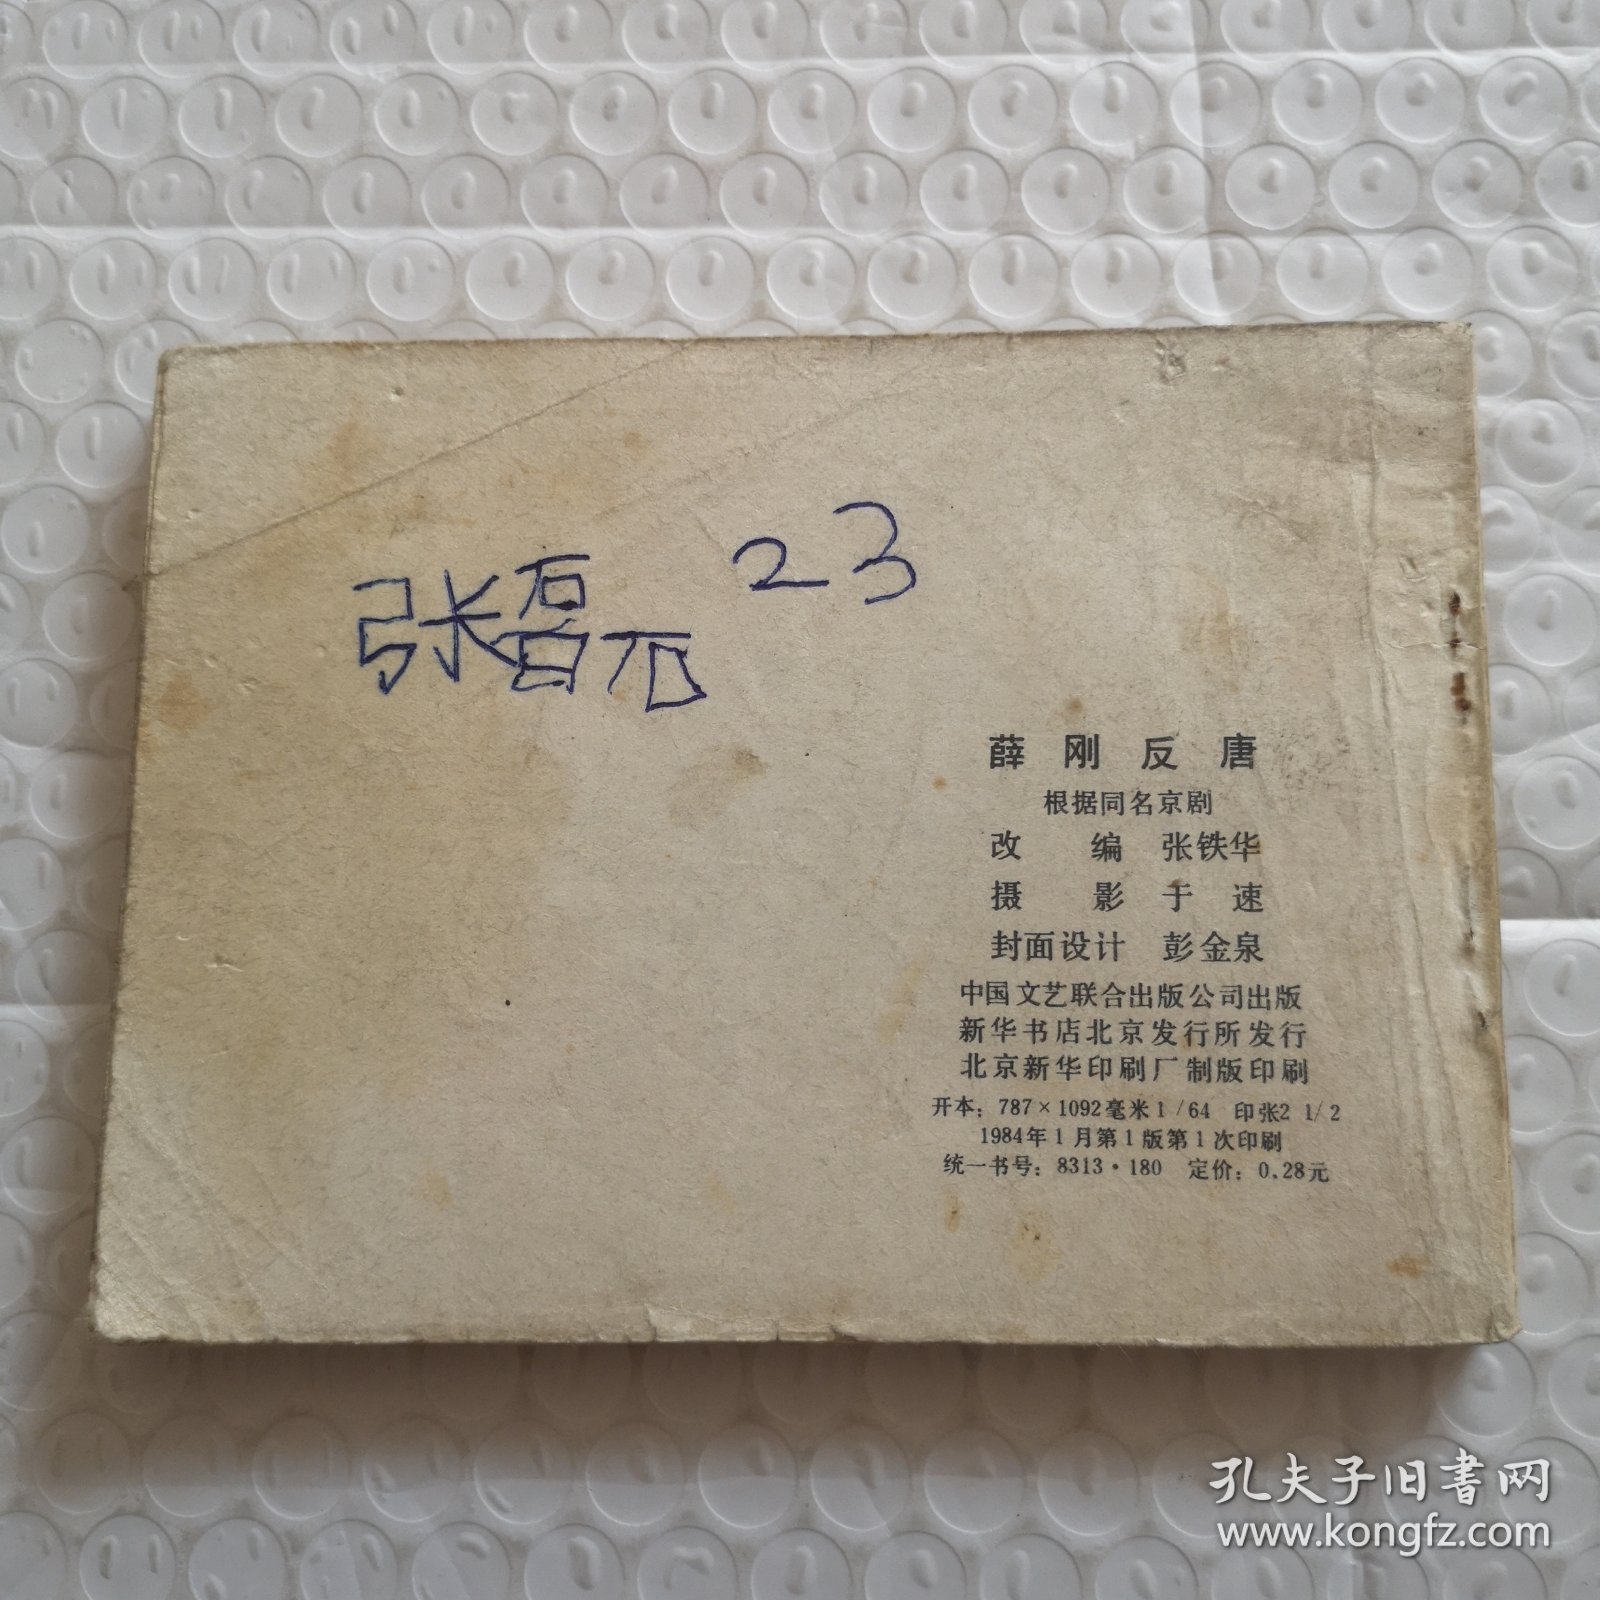 张磊 23
薛刚反唐
根据同名京剧
改编 张铁华
摄影 于速
封面设计 彭金泉
中国文艺联合出版公司出版
新华书店北京发行所发行
北京新华印刷厂制版印刷
开本：787×1092毫米1/64 印张2 1/2
1984年1月第1版第1次印刷
统一书号：8313·180 定价：0.28元
孔夫子旧书网
www.kongfz.com